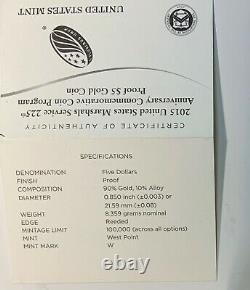 UNITED STATES MINT
2015 United States Marshals Service 225th
Anniversary Commemorative Coin Program
Proof $5 Gold Coin
CERTIFICATE OF AUTHENTICITY
SPECIFICATIONS
DENOMINATION Five Dollars
FINISH Proof
COMPOSITION 90% Gold, 10% Alloy
DIAMETER 0.850 inch (±0.003) or
21.59 mm (±0.08)
WEIGHT 8.359 grams nominal
EDGE Reeded
MINTAGE LIMIT 100,000 (across all options)
MINT West Point
MINT MARK W